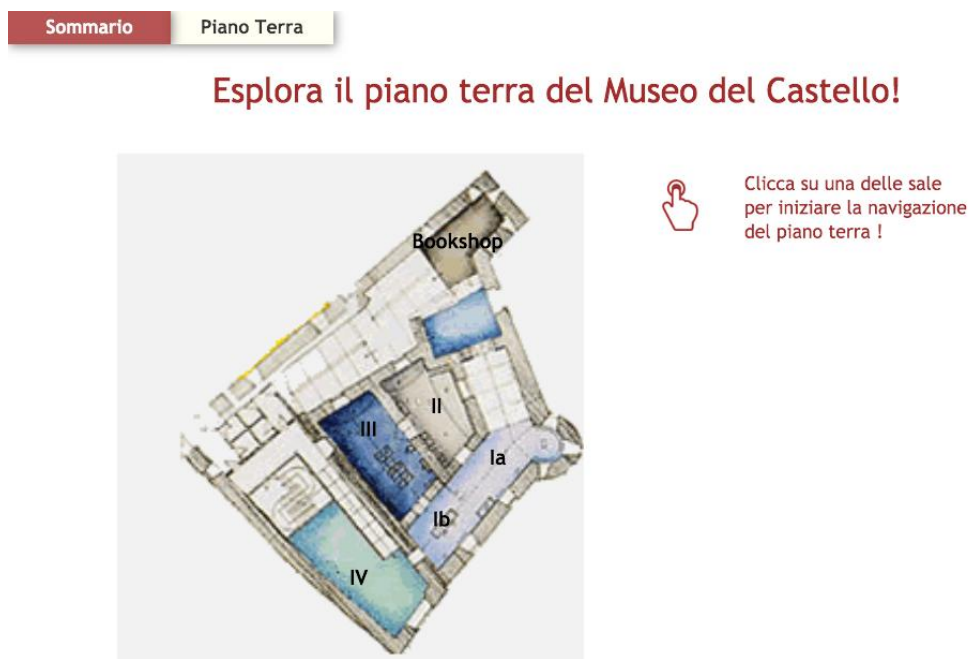 Sommario Piano Terra
Esplora il piano terra del Museo del Castello!
Clicca su una delle sale
per iniziare la navigazione
del piano terra !
Bookshop
II
III
Ia
Ib
IV